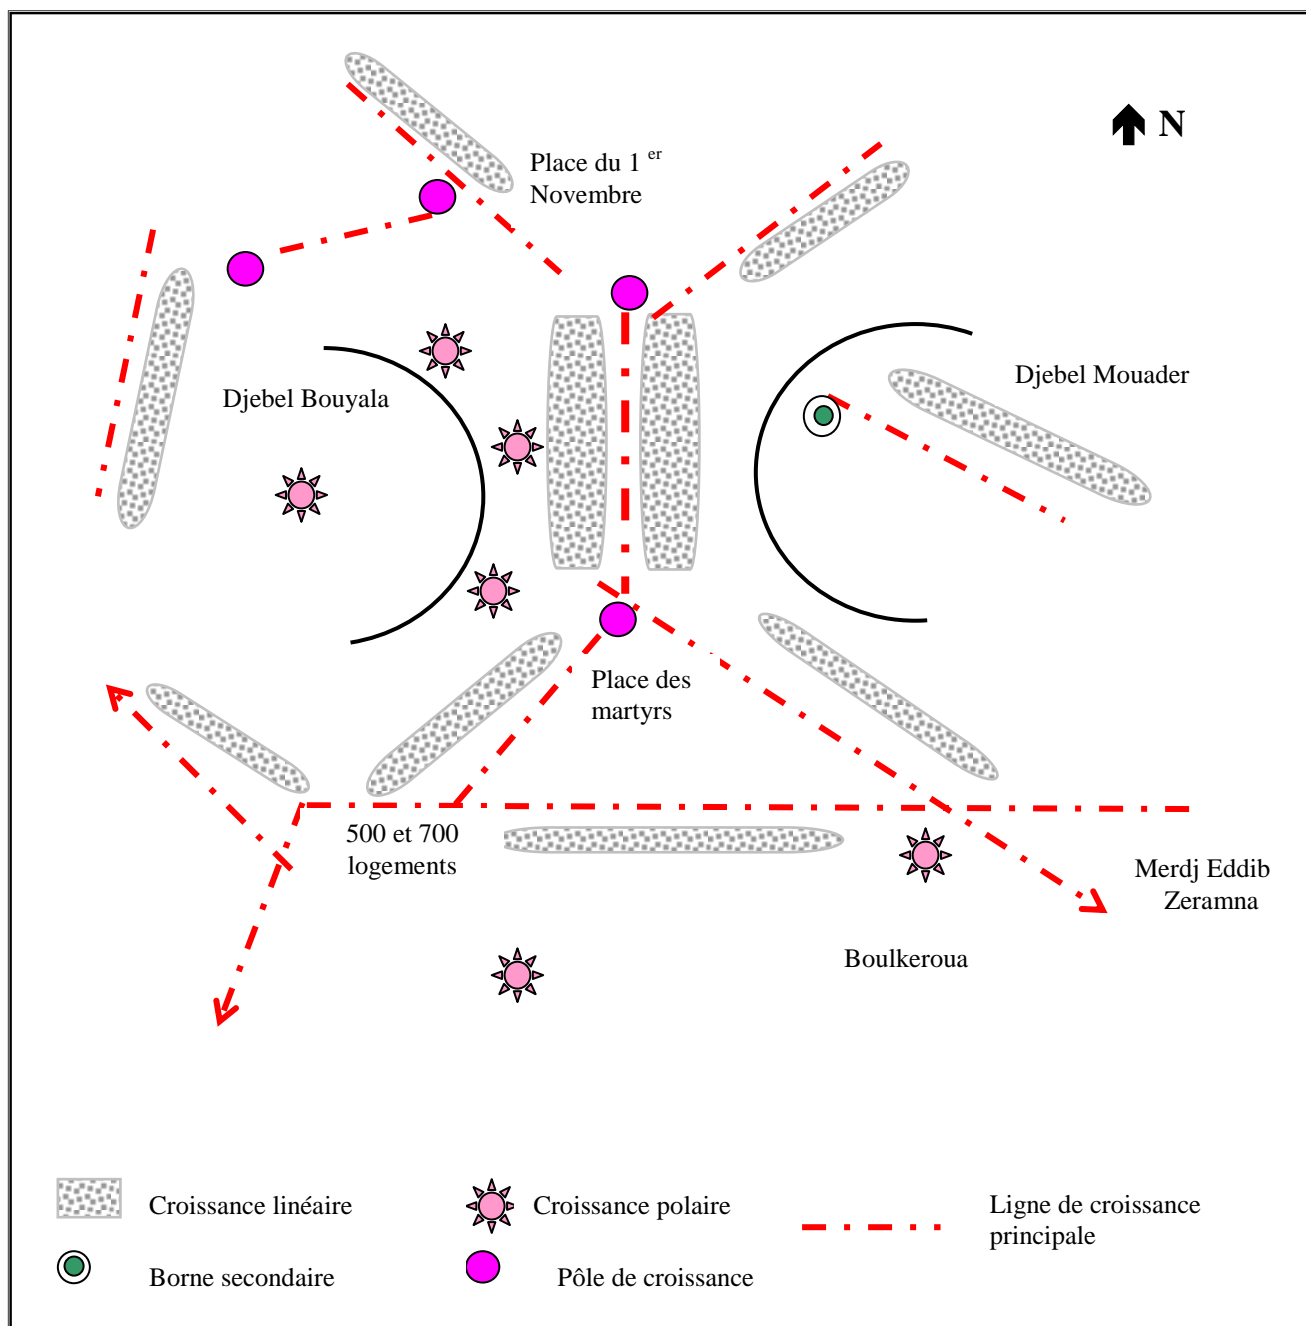 N
Place du 1 er
Novembre
Djebel Mouader
Djebel Bouyala
Place des
martyrs
500 et 700
logements
Merdj Eddib
Zeramna
Boulkeroua
Croissance linéaire
Croissance polaire
Ligne de croissance
principale
Borne secondaire
Pôle de croissance